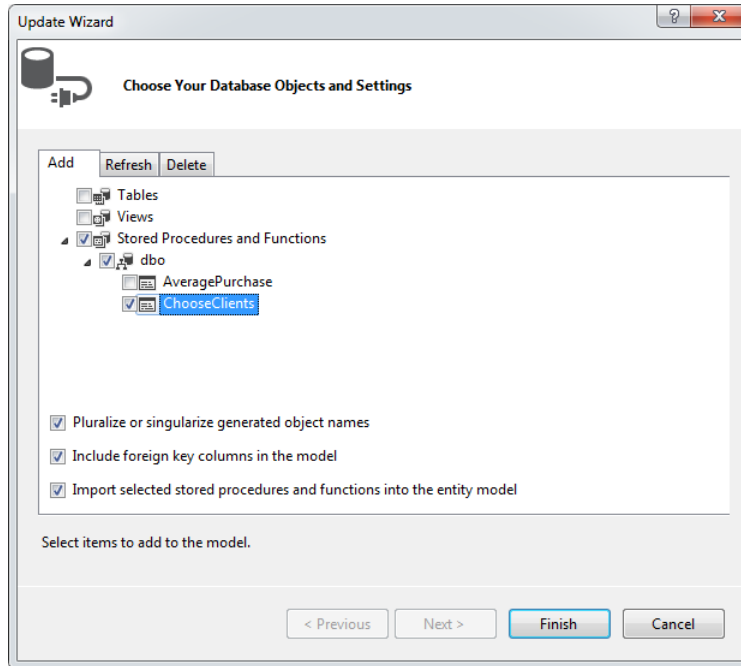 Update Wizard
Choose Your Database Objects and Settings
Add Refresh Delete
Tables
Views
Stored Procedures and Functions
dbo
AveragePurchase
ChooseClients
Pluralize or singularize generated object names
Include foreign key columns in the model
Import selected stored procedures and functions into the entity model
Select items to add to the model.
< Previous Next > Finish Cancel